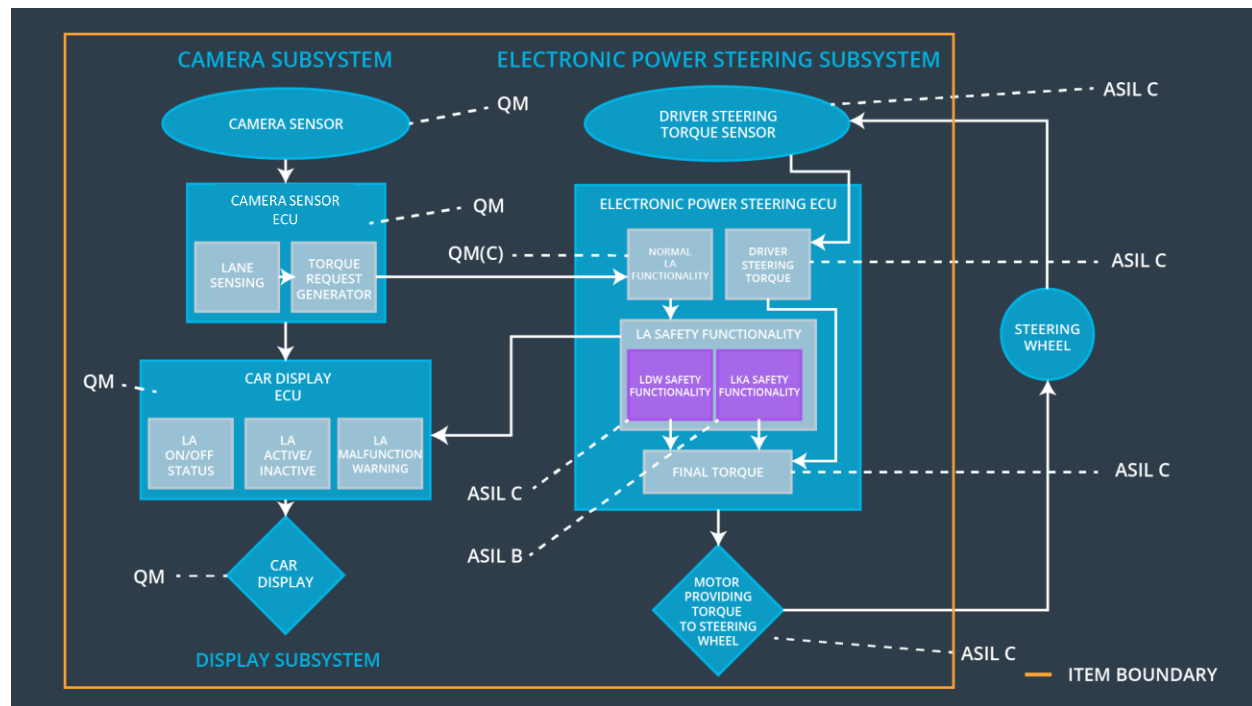 CAMERA SUBSYSTEM
ELECTRONIC POWER STEERING SUBSYSTEM
CAMERA SENSOR
QM
DRIVER STEERING
TORQUE SENSOR
ASIL C
CAMERA SENSOR
ECU
QM
LANE
SENSING
TORQUE
REQUEST
GENERATOR
QM(C)
ELECTRONIC POWER STEERING ECU
NORMAL
LA
FUNCTIONALITY
DRIVER
STEERING
TORQUE
ASIL C
LA SAFETY FUNCTIONALITY
LDW SAFETY
FUNCTIONALITY
LKA SAFETY
FUNCTIONALITY
STEERING
WHEEL
QM
CAR DISPLAY
ECU
LA
ON/OFF
STATUS
LA
ACTIVE/
INACTIVE
LA
MALFUNCTION
WARNING
FINAL TORQUE
ASIL C
ASIL C
ASIL B
QM
CAR
DISPLAY
MOTOR
PROVIDING
TORQUE
TO STEERING
WHEEL
ASIL C
DISPLAY SUBSYSTEM
ITEM BOUNDARY